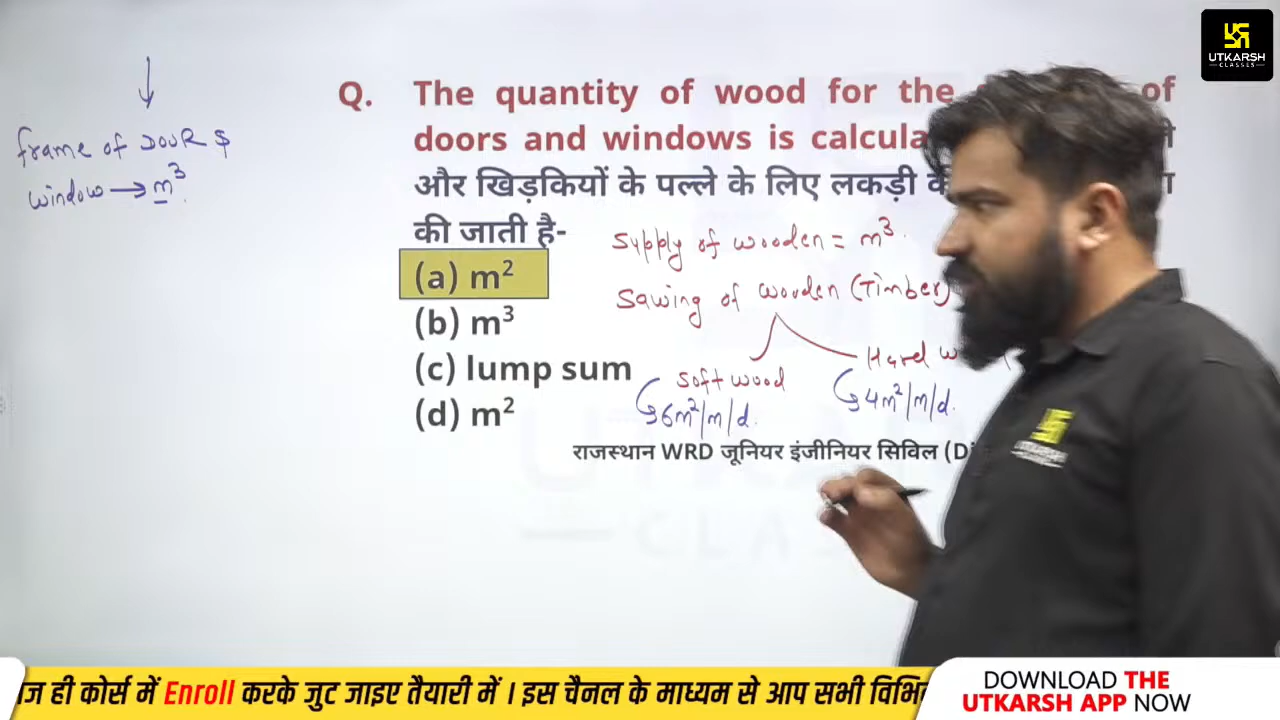 UTKARSH
CLASSES
frame of DOOR $
window → m³
Q. The quantity of wood for the of
doors and windows is
और खिड़कियों के पल्ले के लिए लकड़ी
की जाती है-
Supply of wooden = m³
(a) m²
Sawing of wooden (Timber)
(b) m³
Hard
(c) lump sum
soft wood
4m²/m/d.
6m²/m/d.
(d) m²
राजस्थान WRD जूनियर इंजीनियर सिविल
ही कोर्स में Enroll करके जुट जाइए तैयारी में । इस चैनल के माध्यम से आप सभी
DOWNLOAD THE
UTKARSH APP NOW